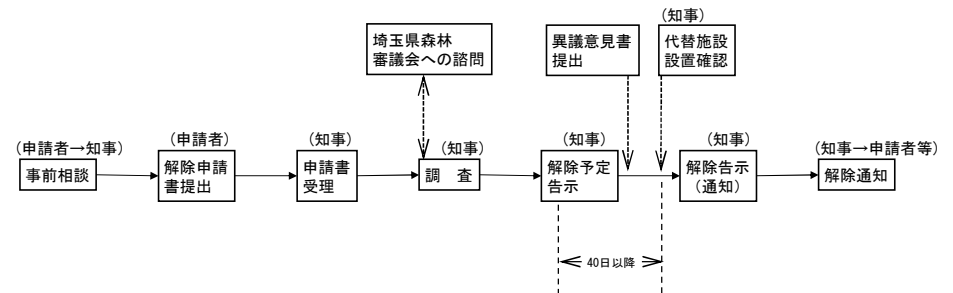 (知事)
埼玉県森林
審議会への諮問
異議意見書
提出
代替施設
設置確認
(申請者→知事)
事前相談
(申請者)
解除申請
書提出
(知事)
申請書
受理
(知事)
調　査
(知事)
解除予定
告示
(知事)
解除告示
(通知)
(知事→申請者等)
解除通知
40日以降